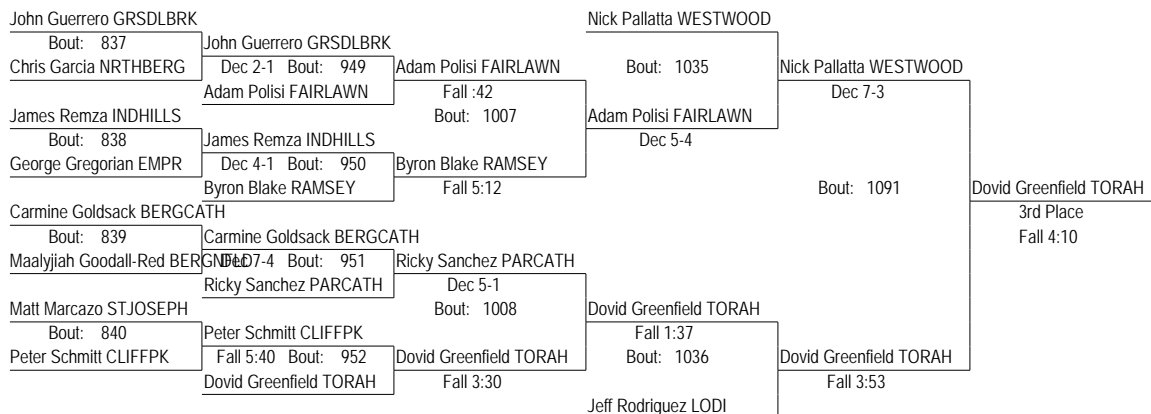 John Guerrero GRSDLBRK
Nick Pallatta WESTWOOD
Bout: 837
John Guerrero GRSDLBRK
Chris Garcia NRTHBERG
Dec 2-1 Bout: 949
Adam Polisi FAIRLAWN
Bout: 1035
Nick Pallatta WESTWOOD
Adam Polisi FAIRLAWN
Fall :42
Dec 7-3
James Remza INDHILLS
Bout: 1007
Adam Polisi FAIRLAWN
Bout: 838
James Remza INDHILLS
Dec 5-4
George Gregorian EMPR
Dec 4-1 Bout: 950
Byron Blake RAMSEY
Byron Blake RAMSEY
Fall 5:12
Bout: 1091
Dovid Greenfield TORAH
Carmine Goldsack BERGCATH
3rd Place
Bout: 839
Carmine Goldsack BERGCATH
Fall 4:10
Maalyjiah Goodall-Red BERGNFLD
Dec 7-4 Bout: 951
Ricky Sanchez PARCATH
Ricky Sanchez PARCATH
Dec 5-1
Matt Marcazo STJOSEPH
Bout: 1008
Dovid Greenfield TORAH
Bout: 840
Peter Schmitt CLIFFPK
Fall 1:37
Peter Schmitt CLIFFPK
Fall 5:40 Bout: 952
Dovid Greenfield TORAH
Bout: 1036
Dovid Greenfield TORAH
Dovid Greenfield TORAH
Fall 3:30
Fall 3:53
Jeff Rodriguez LODI